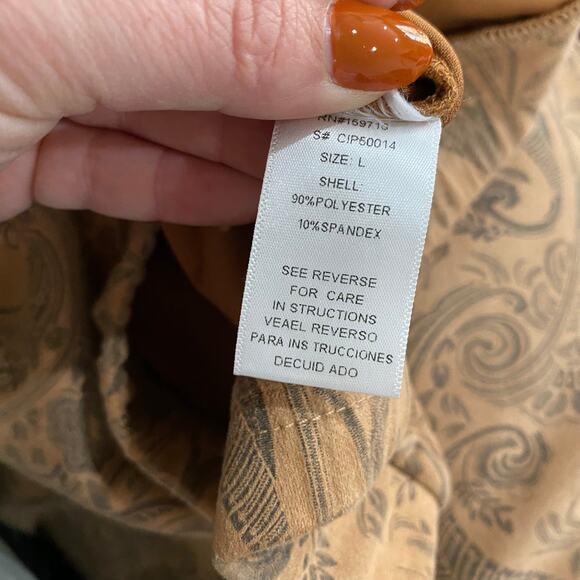 RN#159713
S# CIP50014
SIZE: L
SHELL:
90%POLYESTER
10%SPANDEX
SEE REVERSE
FOR CARE
IN STRUCTIONS
VEAEL REVERSO
PARA INS TRUCCIONES
DECUID ADO